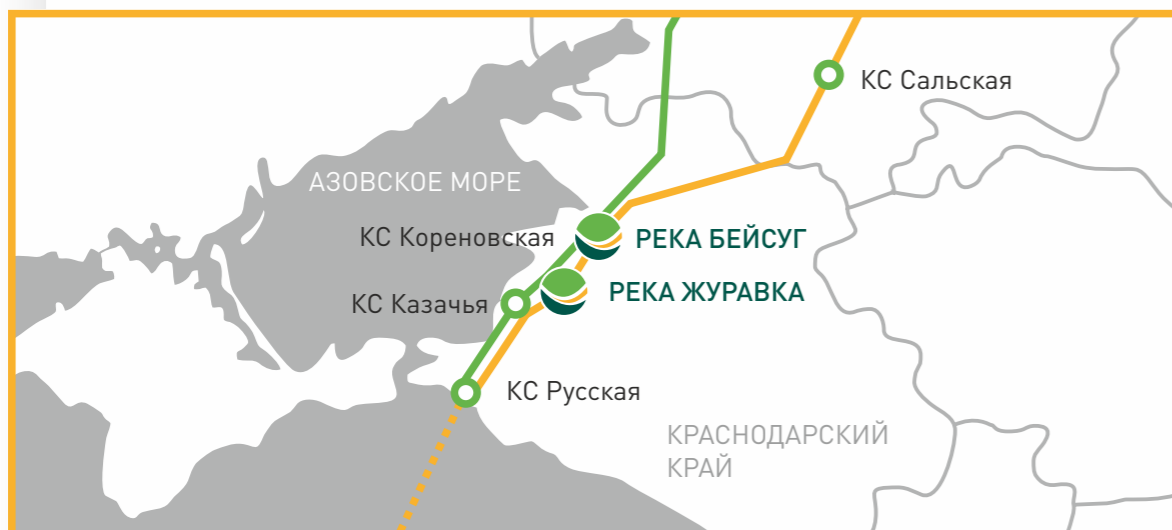 КС Сальская
АЗОВСКОЕ МОРЕ
КС Кореновская
РЕКА БЕЙСУГ
РЕКА ЖУРАВКА
КС Казачья
КС Русская
КРАСНОДАРСКИЙ
КРАЙ